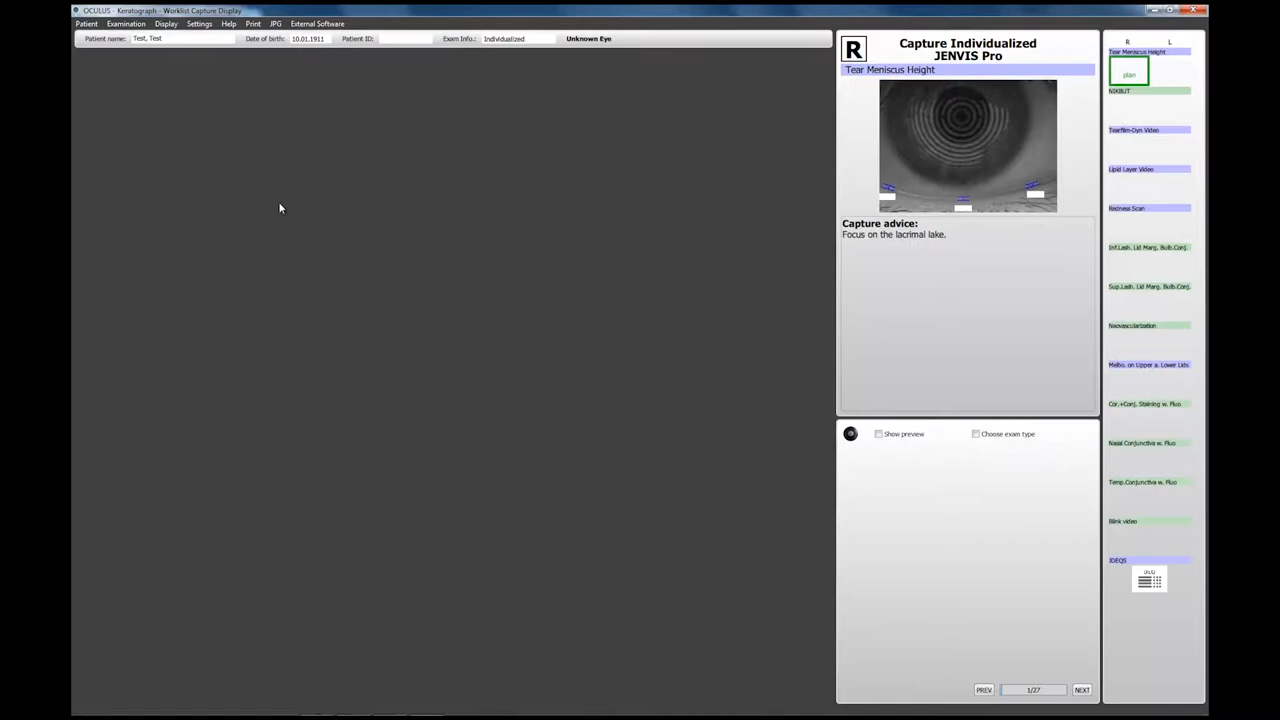 OCULUS - Keratograph - Worklist Capture Display
Patient Examination Display Settings Help Print JPG External Software
Patient name: Test, Test Date of birth: 10.01.1911 Patient ID: Exam Info.: Individualized Unknown Eye
R
Capture Individualized
JENVIS Pro
Tear Meniscus Height
Capture advice:
Focus on the lacrimal lake.
Show preview Choose exam type
PREV 1/27 NEXT
R L
Tear Meniscus Height
plan
NIKBUT
Tearfilm-Dyn Video
Lipid Layer Video
Redness Scan
Inf.Lash. Lid Marg. Bulb.Conj.
Sup.Lash. Lid Marg. Bulb.Conj.
Neovascularization
Meibo. on Upper a. Lower Lids
Cor.+Conj. Staining w. Fluo
Nasal Conjunctiva w. Fluo
Temp.Conjunctiva w. Fluo
Blink video